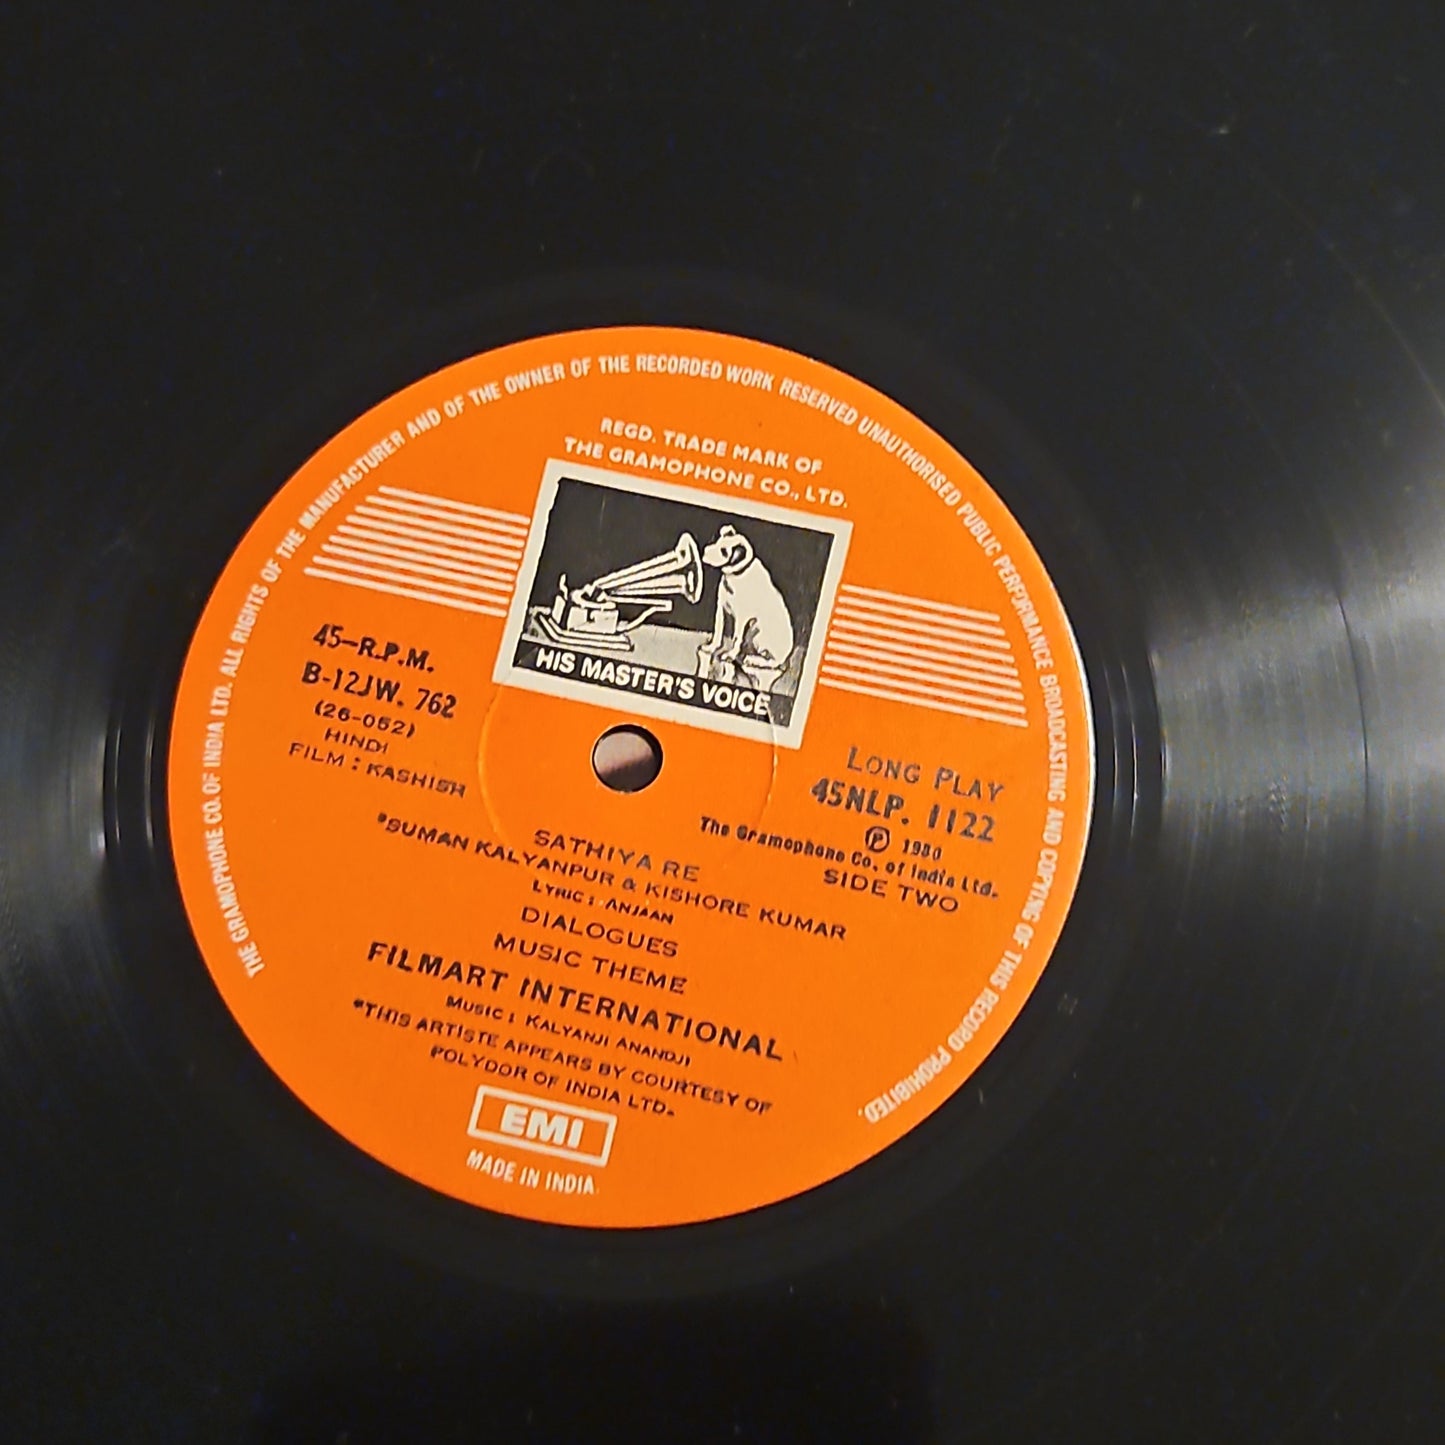 THE GRAMOPHONE CO. OF INDIA LTD. ALL RIGHTS OF THE MANUFACTURER AND OF THE OWNER OF THE RECORDED WORK RESERVED UNAUTHORISED PUBLIC PERFORMANCE BROADCASTING AND COPYING OF THIS RECORD PROHIBITED.
REGD. TRADE MARK OF
THE GRAMOPHONE CO., LTD.
HIS MASTER'S VOICE
45-R.P.M.
B-12JW. 762
(26-052)
HINDI
FILM : KASHISH
LONG PLAY
45NLP. 1122
Ⓟ 1980
The Gramophone Co. of India Ltd.
SIDE TWO
SATHIYA RE
*SUMAN KALYANPUR & KISHORE KUMAR
LYRIC : ANJAAN
DIALOGUES
MUSIC THEME
FILMART INTERNATIONAL
MUSIC : KALYANJI ANANDJI
*THIS ARTISTE APPEARS BY COURTESY OF
POLYDOR OF INDIA LTD.
EMI
MADE IN INDIA